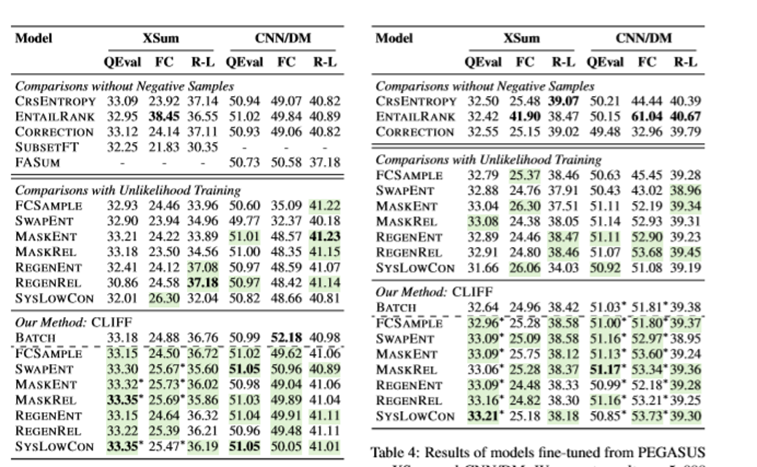 Model XSum CNN/DM
QEval FC R-L QEval FC R-L
Comparisons without Negative Samples
CRSENTROPY 33.09 23.92 37.14 50.94 49.07 40.82
ENTAILRANK 32.95 38.45 36.55 51.02 49.84 40.89
CORRECTION 33.12 24.14 37.11 50.93 49.06 40.82
SUBSETFT 32.25 21.83 30.35 - - -
FASUM - - - 50.73 50.58 37.18
Comparisons with Unlikelihood Training
FCSAMPLE 32.93 24.46 33.96 50.60 35.09 41.22
SWAPENT 32.90 23.94 34.96 49.77 32.37 40.18
MASKENT 33.21 24.22 33.89 51.01 48.57 41.23
MASKREL 33.18 23.50 34.56 51.00 48.35 41.15
REGENENT 32.41 24.12 37.08 50.97 48.59 41.07
REGENREL 30.86 24.58 37.18 50.97 48.42 41.14
SYSLOWCON 32.01 26.30 32.04 50.82 48.66 40.81
Our Method: CLIFF
BATCH 33.18 24.88 36.76 50.99 52.18 40.98
FCSAMPLE 33.15 24.50 36.72 51.02 49.62 41.06
SWAPENT 33.30 25.67* 35.60 51.05 50.96 40.89
MASKENT 33.32* 25.73* 36.02 50.98 49.04 41.06
MASKREL 33.35* 25.69* 35.86 51.03 49.89 41.04
REGENENT 33.15 24.64 36.32 51.04 49.91 41.11
REGENREL 33.22 25.39 36.21 50.96 49.48 41.11
SYSLOWCON 33.35* 25.47* 36.19 51.05 50.05 41.01
Model XSum CNN/DM
QEval FC R-L QEval FC R-L
Comparisons without Negative Samples
CRSENTROPY 32.50 25.48 39.07 50.21 44.44 40.39
ENTAILRANK 32.42 41.90 38.47 50.15 61.04 40.67
CORRECTION 32.55 25.15 39.02 49.48 32.96 39.79
Comparisons with Unlikelihood Training
FCSAMPLE 32.79 25.37 38.46 50.63 45.45 39.28
SWAPENT 32.88 24.76 37.91 50.43 43.02 38.96
MASKENT 33.04 26.30 37.51 51.11 52.19 39.34
MASKREL 33.08 24.38 38.05 51.14 52.93 39.31
REGENENT 32.89 24.46 38.47 51.11 52.90 39.23
REGENREL 32.91 24.80 38.46 51.07 53.68 39.45
SYSLOWCON 31.66 26.06 34.03 50.92 51.08 39.19
Our Method: CLIFF
BATCH 32.64 24.96 38.42 51.03* 51.81* 39.38
FCSAMPLE 32.96* 25.28 38.58 51.00* 51.80* 39.37
SWAPENT 33.09* 25.09 38.58 51.16* 52.97* 38.95
MASKENT 33.09* 25.75 38.12 51.13* 53.60* 39.24
MASKREL 33.06* 25.28 38.37 51.17* 53.34* 39.36
REGENENT 33.09* 24.48 38.33 50.99* 52.18* 39.28
REGENREL 33.16* 24.82 38.30 51.16* 53.21* 39.25
SYSLOWCON 33.21* 25.18 38.18 50.85* 53.73* 39.30
Table 4: Results of models fine-tuned from PEGASUS